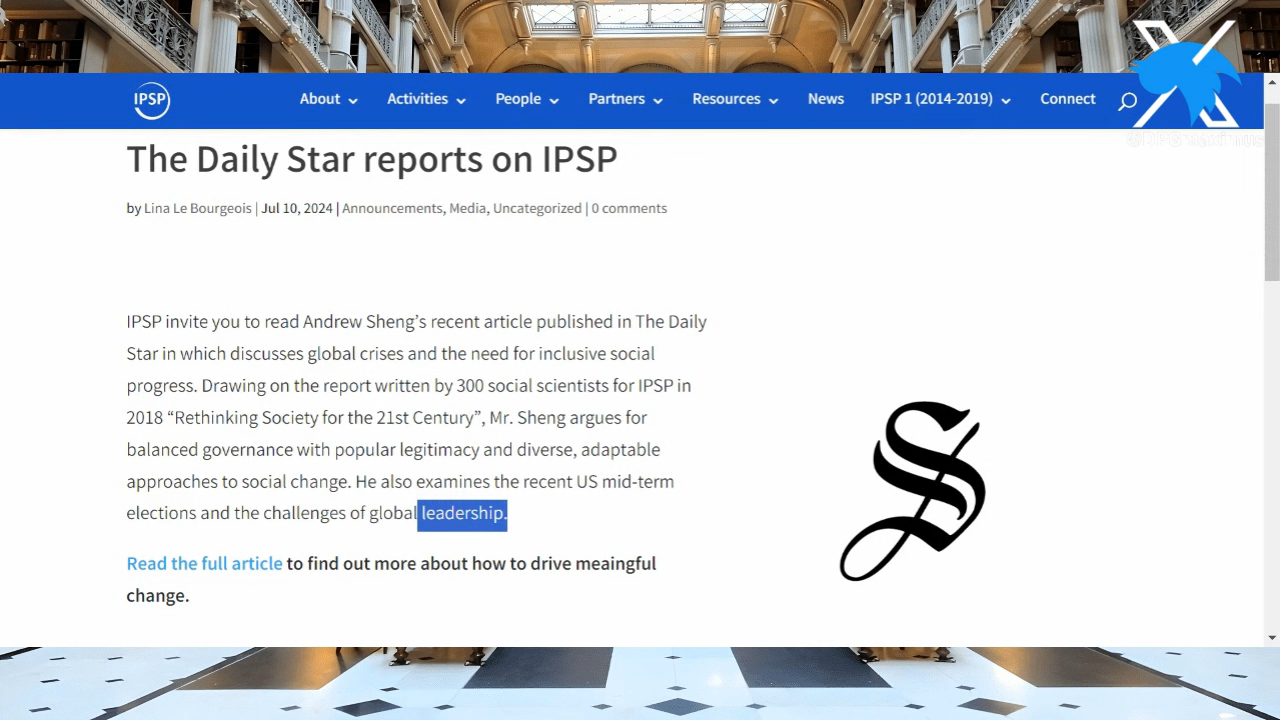 IPSP
About
Activities
People
Partners
Resources
News
IPSP 1 (2014-2019)
Connect
The Daily Star reports on IPSP
by Lina Le Bourgeois | Jul 10, 2024 | Announcements, Media, Uncategorized | 0 comments
IPSP invite you to read Andrew Sheng’s recent article published in The Daily
Star in which discusses global crises and the need for inclusive social
progress. Drawing on the report written by 300 social scientists for IPSP in
2018 “Rethinking Society for the 21st Century”, Mr. Sheng argues for
balanced governance with popular legitimacy and diverse, adaptable
approaches to social change. He also examines the recent US mid-term
elections and the challenges of global leadership.
S
Read the full article to find out more about how to drive meaingful
change.